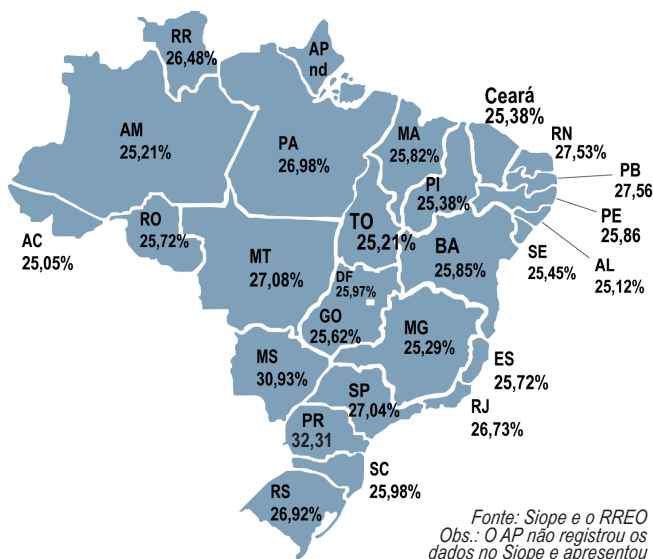 RR
26,48%
AP
nd
Ceará
25,38%
AM
25,21%
PA
26,98%
MA
25,82%
RN
27,53%
PB
27,56
PI
25,38%
PE
25,86
RO
25,72%
TO
25,21%
AC
25,05%
MT
27,08%
BA
25,85%
SE
25,45%
AL
25,12%
DF
25,97%
GO
25,62%
MG
25,29%
MS
30,93%
ES
25,72%
SP
27,04%
RJ
26,73%
PR
32,31
SC
25,98%
RS
26,92%
Fonte: Siope e o RREO
Obs.: O AP não registrou os
dados no Siope e apresentou